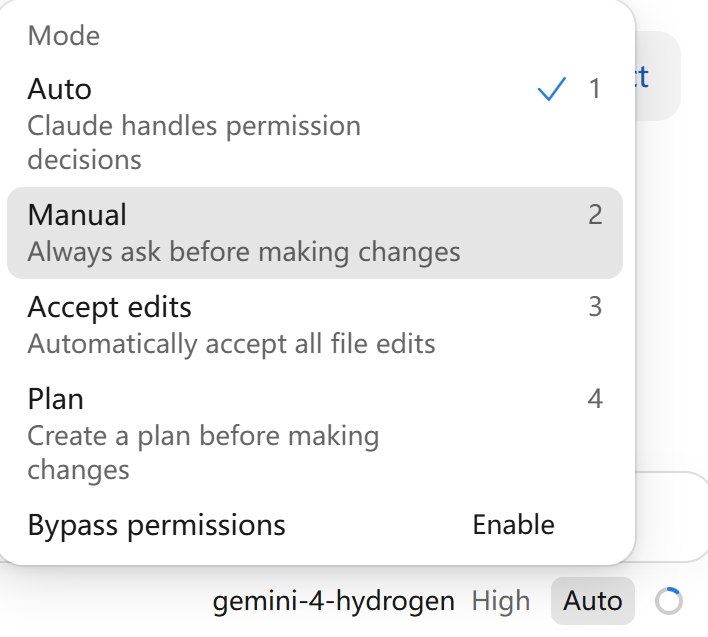 Mode
Auto 1
Claude handles permission
decisions
Manual 2
Always ask before making changes
Accept edits 3
Automatically accept all file edits
Plan 4
Create a plan before making
changes
Bypass permissions Enable
gemini-4-hydrogen High Auto